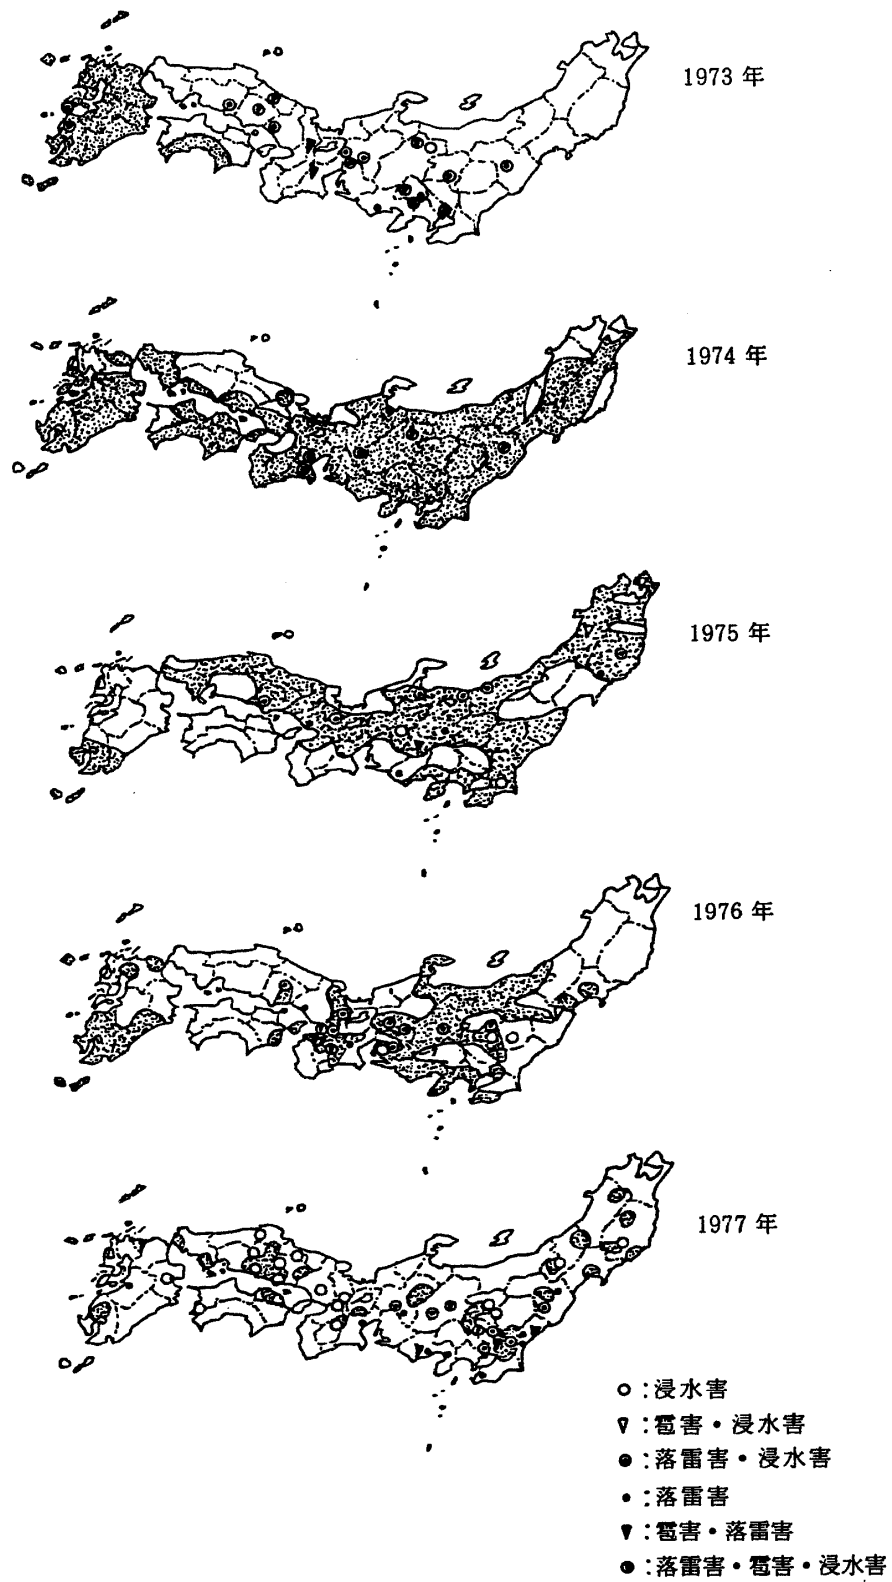 1973 年
1974 年
1975 年
1976 年
1977 年
○:浸水害
▽:雹害・浸水害
●:落雷害・浸水害
•:落雷害
▼:雹害・落雷害
●:落雷害・雹害・浸水害